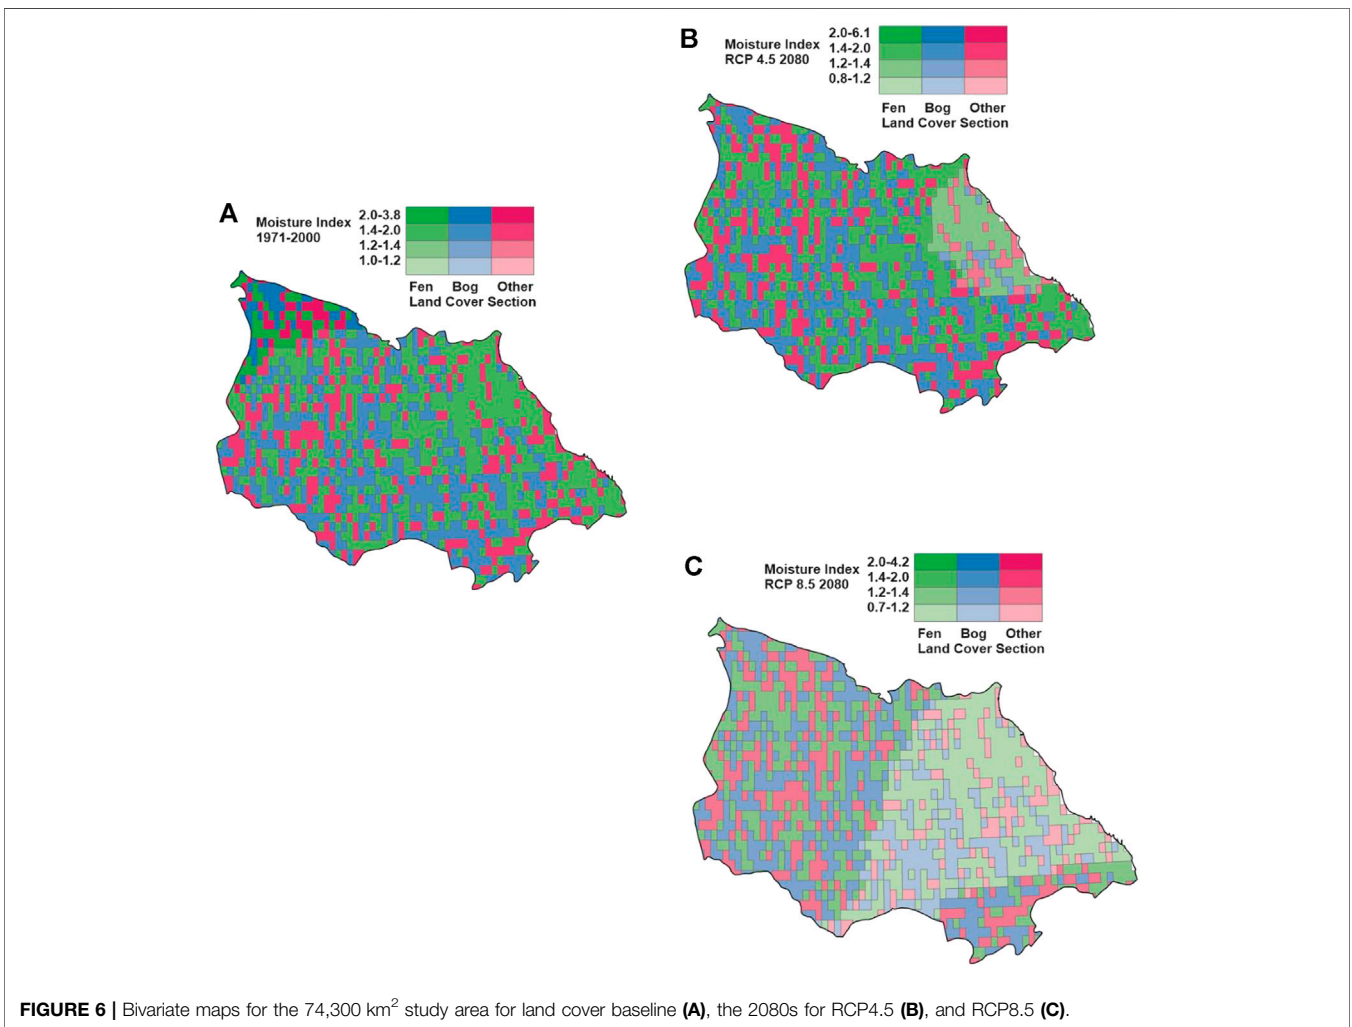 A
Moisture Index
1971-2000
2.0-3.8
1.4-2.0
1.2-1.4
1.0-1.2
Fen Bog Other
Land Cover Section
B
Moisture Index
RCP 4.5 2080
2.0-6.1
1.4-2.0
1.2-1.4
0.8-1.2
Fen Bog Other
Land Cover Section
C
Moisture Index
RCP 8.5 2080
2.0-4.2
1.4-2.0
1.2-1.4
0.7-1.2
Fen Bog Other
Land Cover Section
FIGURE 6 | Bivariate maps for the 74,300 km² study area for land cover baseline (A), the 2080s for RCP4.5 (B), and RCP8.5 (C).